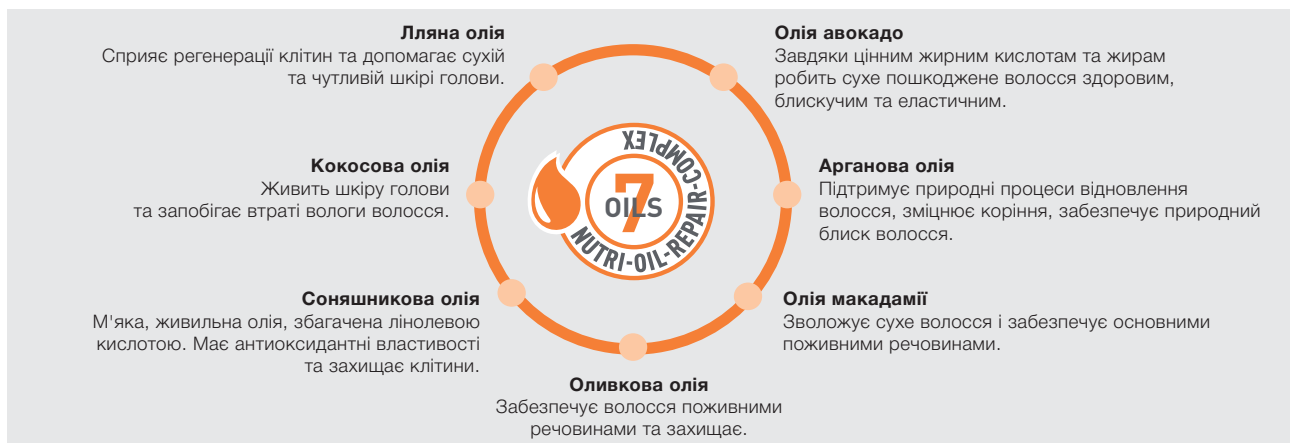 Лляна олія
Сприяє регенерації клітин та допомагає сухій
та чутливій шкірі голови.
Олія авокадо
Завдяки цінним жирним кислотам та жирам
робить сухе пошкоджене волосся здоровим,
блискучим та еластичним.
Кокосова олія
Живить шкіру голови
та запобігає втраті вологи волосся.
7
OILS
NUTRI-OIL-REPAIR-COMPLEX
Арганова олія
Підтримує природні процеси відновлення
волосся, зміцнює коріння, забезпечує природний
блиск волосся.
Соняшникова олія
М'яка, живильна олія, збагачена лінолевою
кислотою. Має антиоксидантні властивості
та захищає клітини.
Олія макадамії
Зволожує сухе волосся і забезпечує основними
поживними речовинами.
Оливкова олія
Забезпечує волосся поживними
речовинами та захищає.